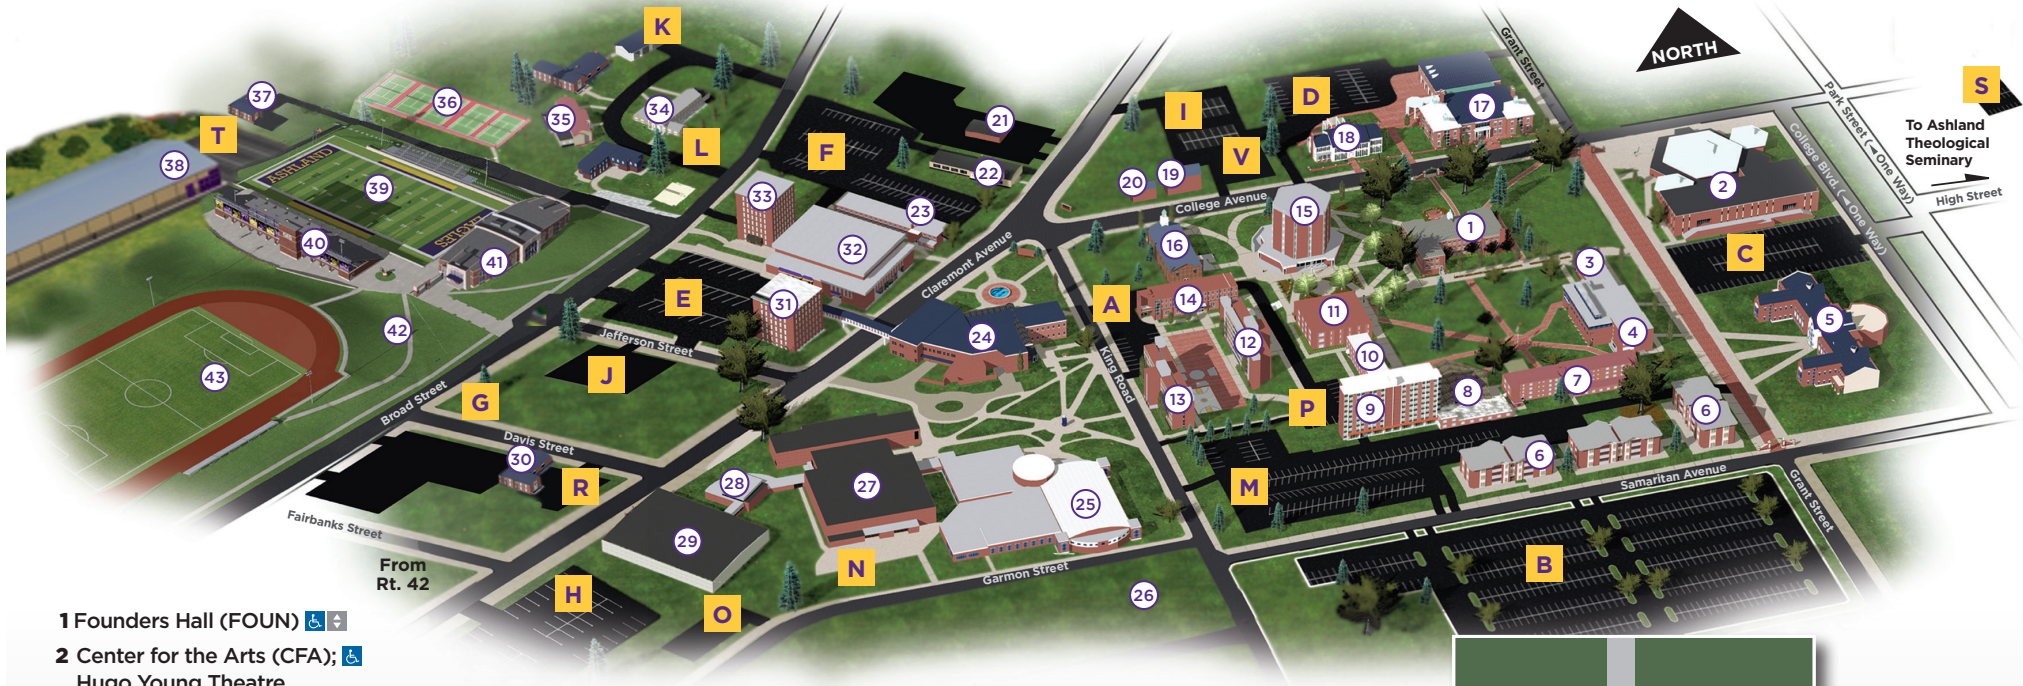 K
NORTH
Grant Street
S
37
36
35
34
I
D
17
Park Street (◄One Way)
T
L
F
21
18
To Ashland
Theological
Seminary
College Blvd. (◄One Way)
38
ASHLAND
39
22
V
19
20
2
High Street
33
23
College Avenue
15
1
40
EAGLES
41
32
16
C
Claremont Avenue
3
E
31
A
14
11
4
5
42
Jefferson Street
24
12
10
43
J
King Road
7
Broad Street
G
13
P
9
8
6
Davis Street
30
R
28
27
M
6
Samaritan Avenue
Grant Street
25
Fairbanks Street
29
From
Rt. 42
N
Garmon Street
B
H
O
26
1 Founders Hall (FOUN)
2 Center for the Arts (CFA);
Hugo Young Theatre